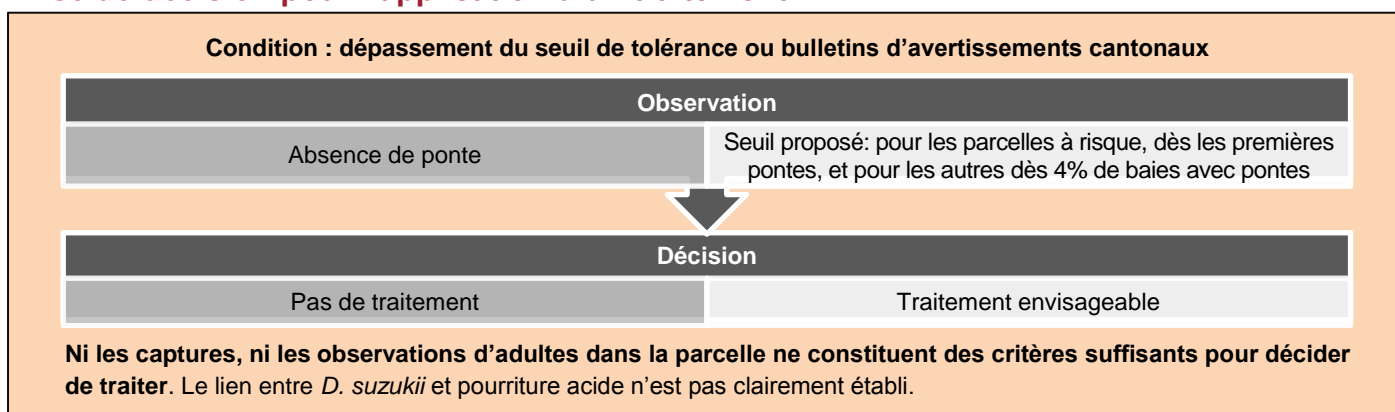 Condition : dépassement du seuil de tolérance ou bulletins d'avertissements cantonaux
Observation
Absence de ponte
Seuil proposé: pour les parcelles à risque, dès les premières
pontes, et pour les autres dès 4% de baies avec pontes
Décision
Pas de traitement
Traitement envisageable
Ni les captures, ni les observations d'adultes dans la parcelle ne constituent des critères suffisants pour décider
de traiter. Le lien entre D. suzukii et pourriture acide n'est pas clairement établi.